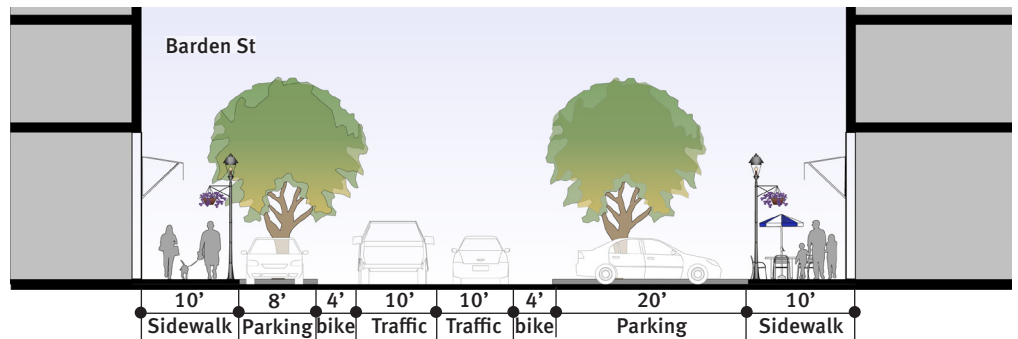 Barden St
10’ 8’ 4’ 10’ 10’ 4’ 20’ 10’
Sidewalk Parking bike Traffic Traffic bike Parking Sidewalk